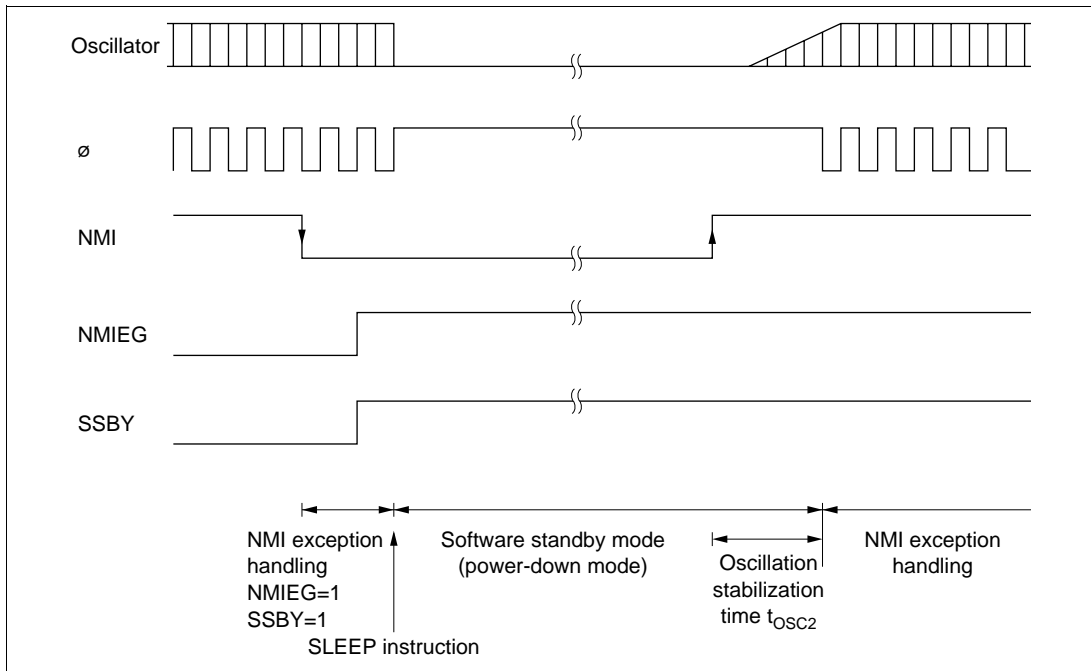 Oscillator
ø
NMI
NMIEG
SSBY
NMI exception
handling
NMIEG=1
SSBY=1
SLEEP instruction
Software standby mode
(power-down mode)
Oscillation
stabilization
time tOSC2
NMI exception
handling